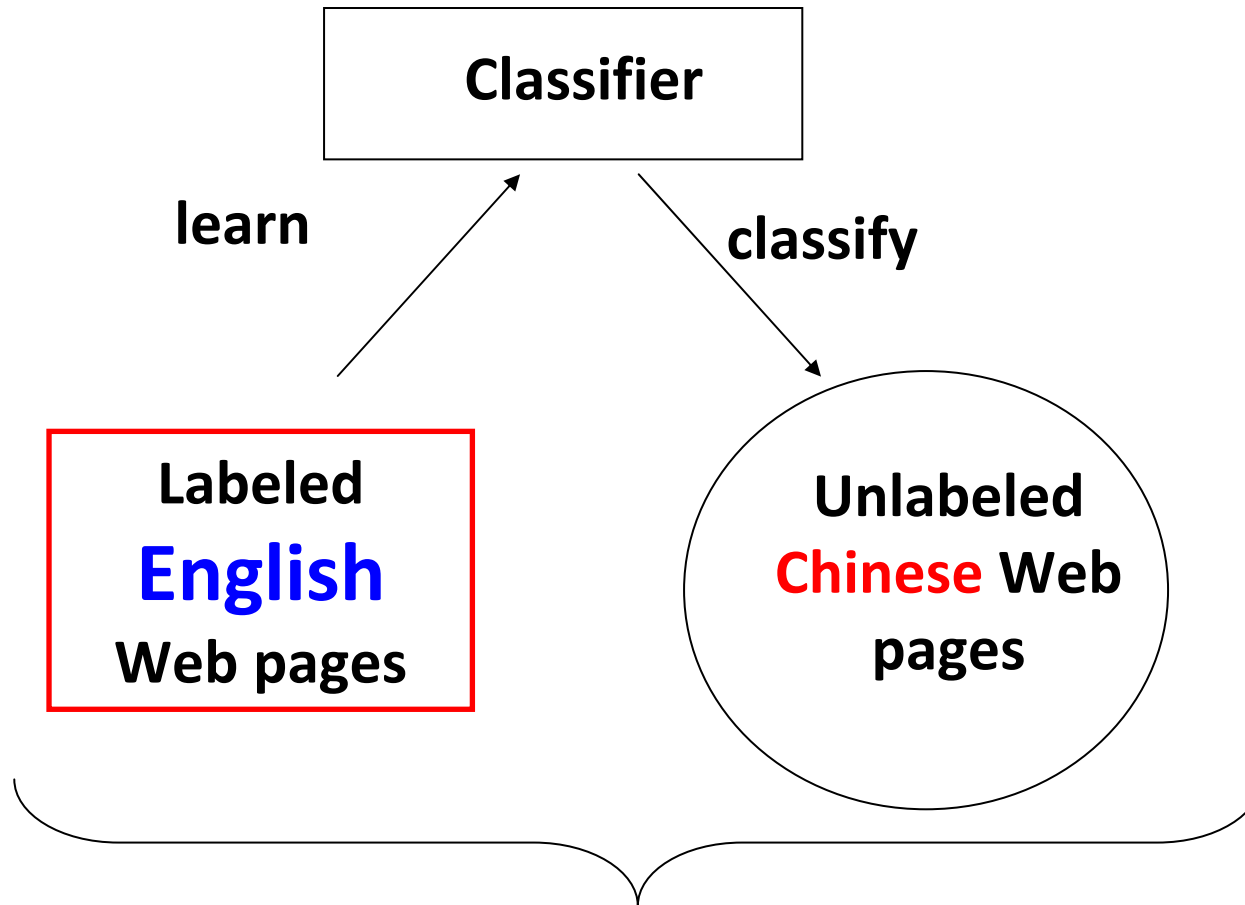 Classifier
learn
classify
Labeled
English
Web pages
Unlabeled
Chinese Web
pages